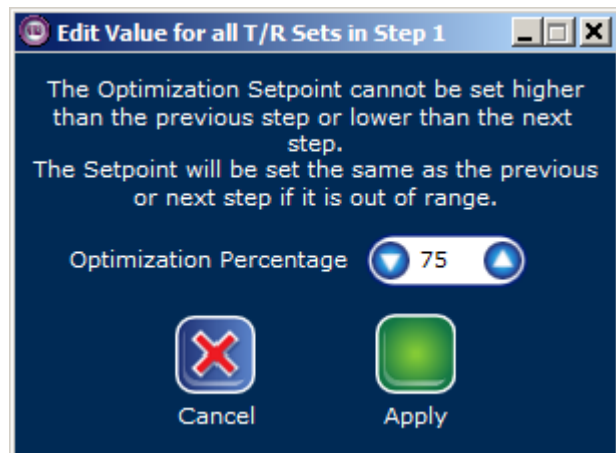 Edit Value for all T/R Sets in Step 1
The Optimization Setpoint cannot be set higher
than the previous step or lower than the next
step.
The Setpoint will be set the same as the previous
or next step if it is out of range.
Optimization Percentage 75
Cancel Apply